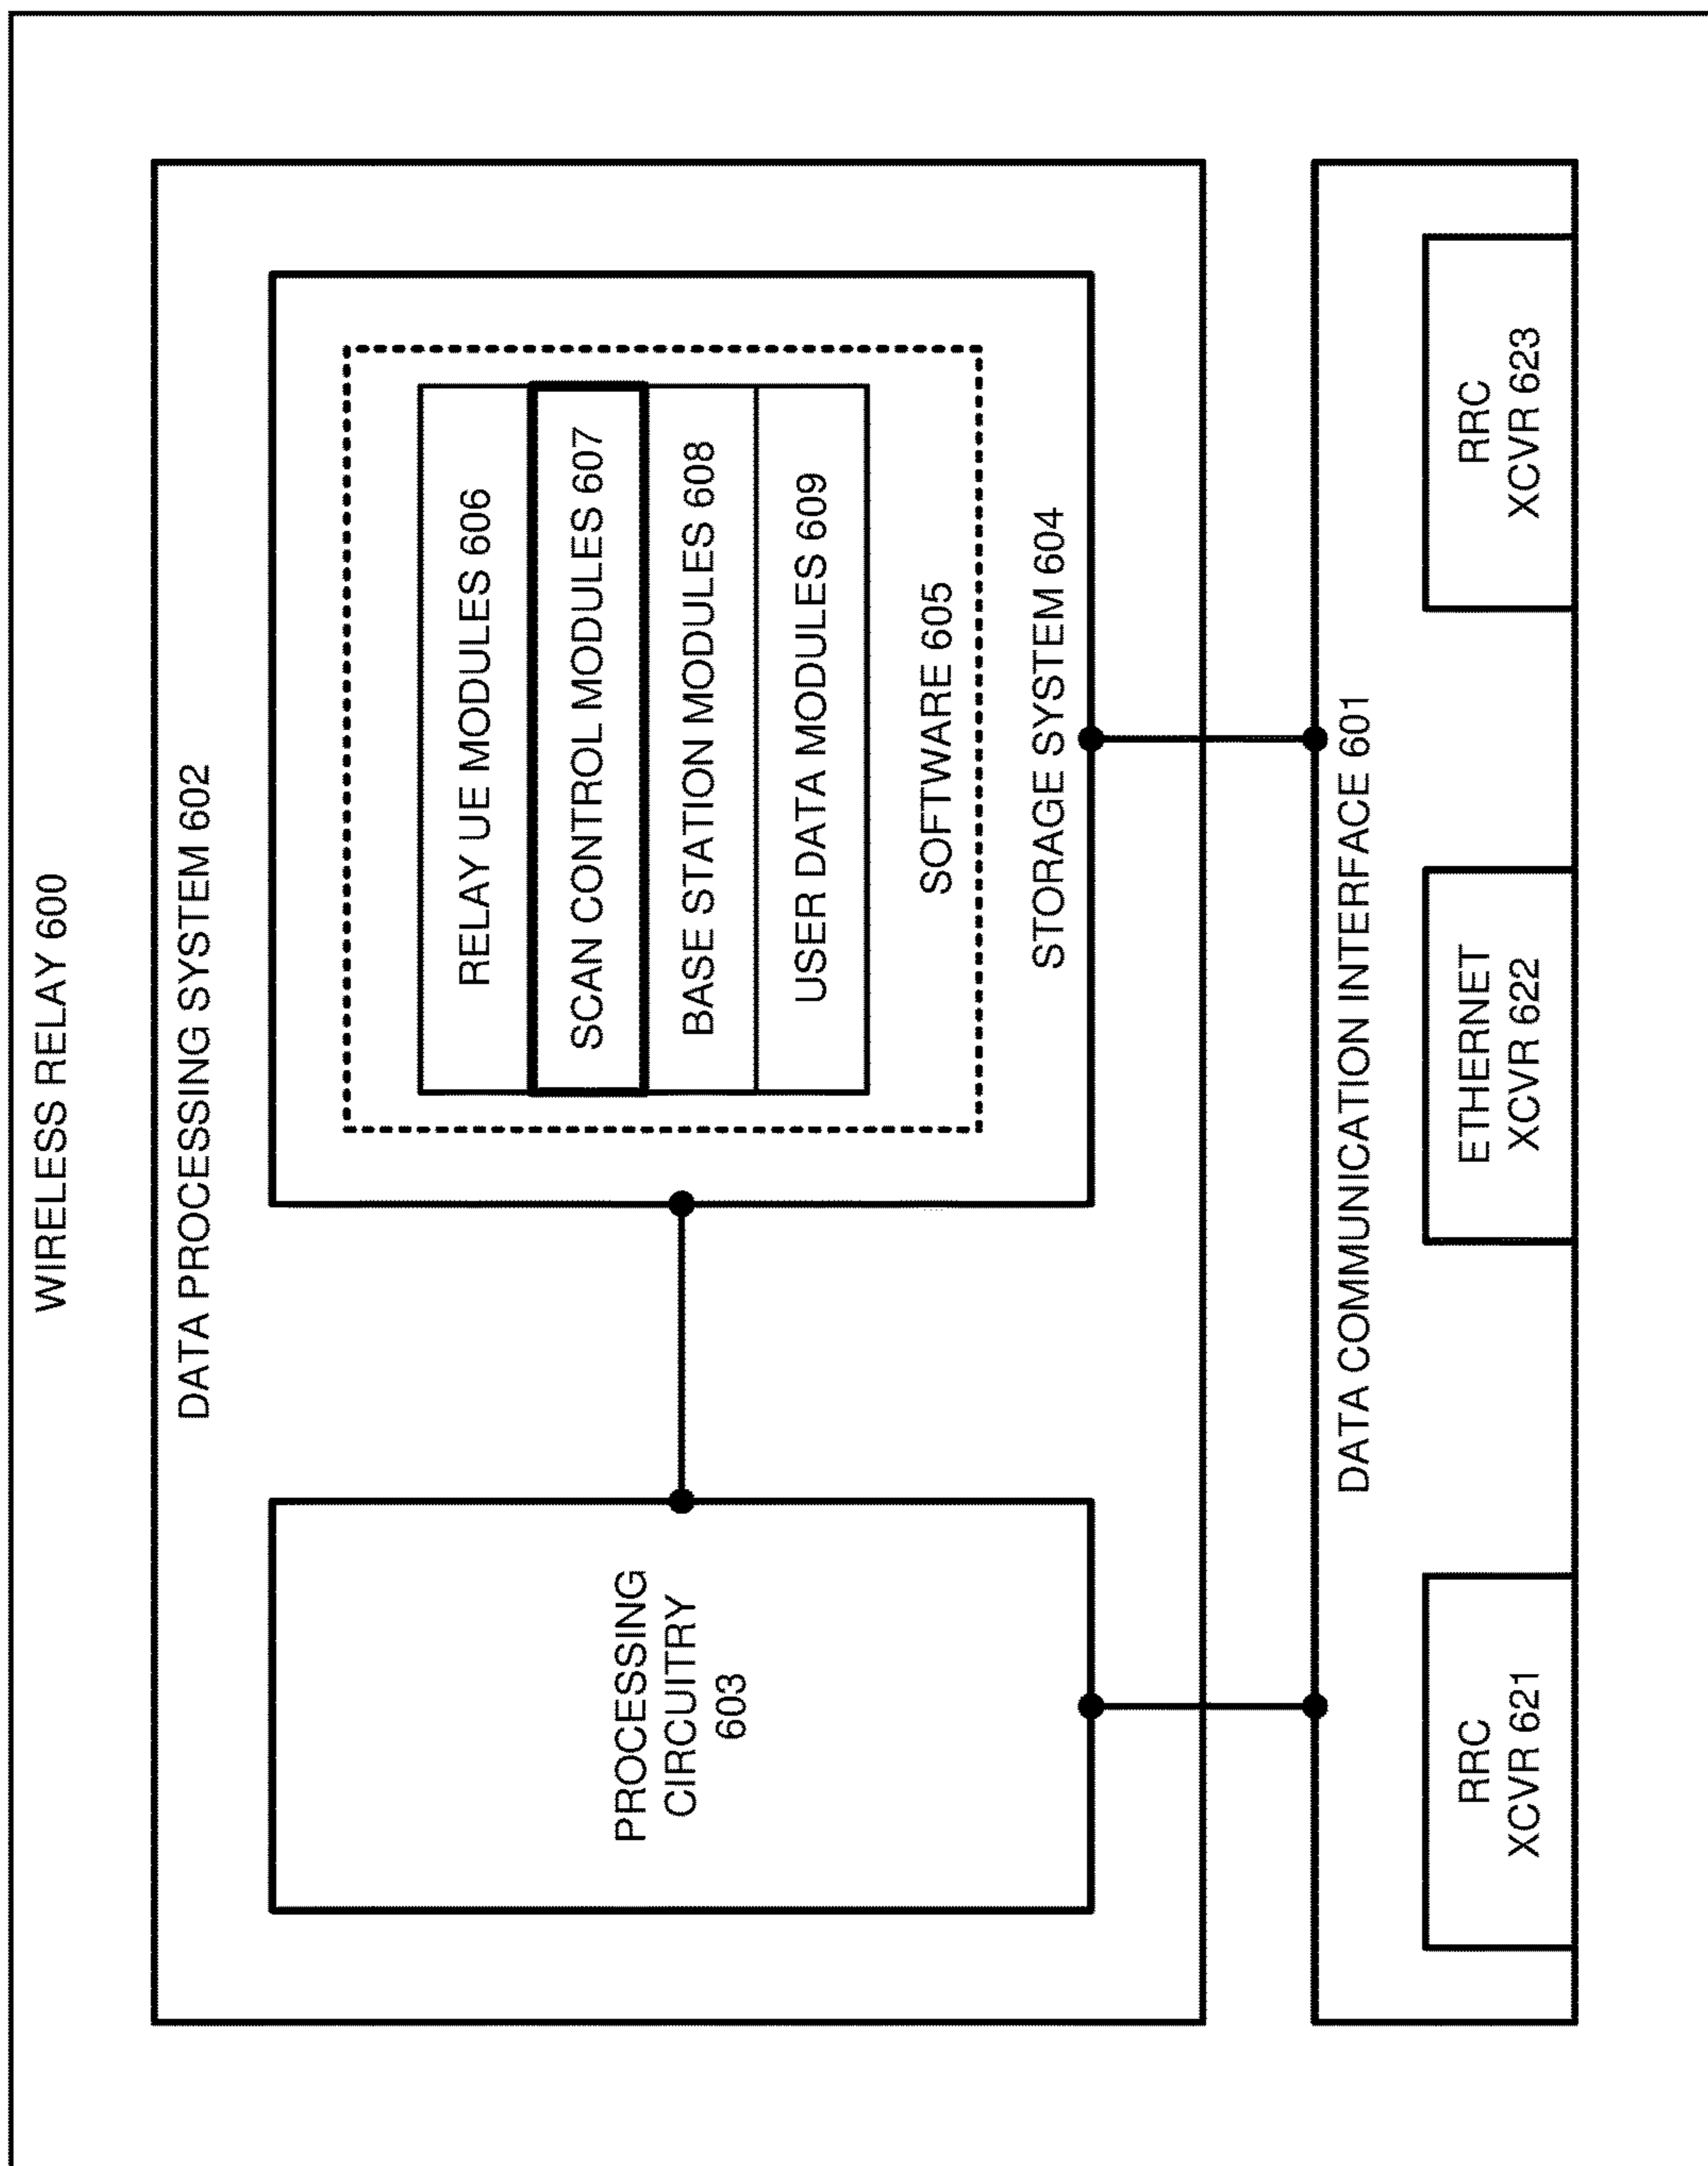 WIRELESS RELAY 600
DATA PROCESSING SYSTEM 602
PROCESSING
CIRCUITRY
603
RELAY UE MODULES 606
SCAN CONTROL MODULES 607
BASE STATION MODULES 608
USER DATA MODULES 609
SOFTWARE 605
STORAGE SYSTEM 604
DATA COMMUNICATION INTERFACE 601
RRC
XCVR 621
ETHERNET
XCVR 622
RRC
XCVR 623